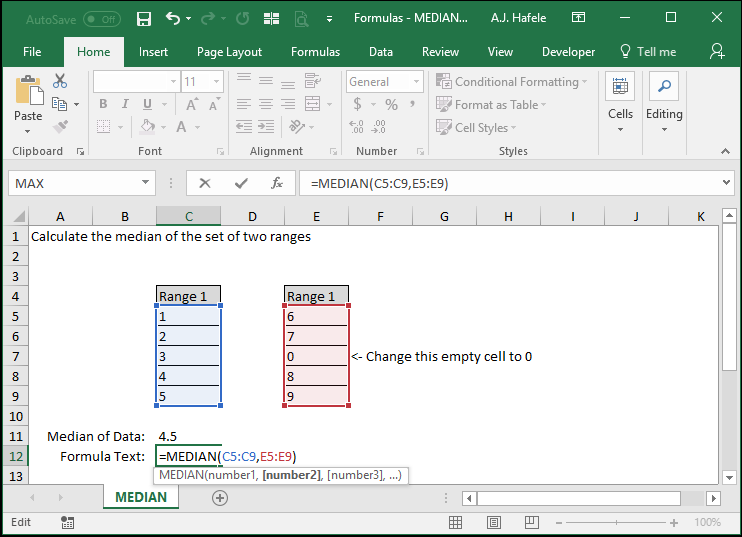 AutoSave Off Formulas - MEDIAN... A.J. Hafele
File Home Insert Page Layout Formulas Data Review View Developer Tell me
Paste
B I U A A
11
General
$ % ,
Conditional Formatting
Format as Table
Cell Styles
Cells
Editing
Clipboard Font Alignment Number Styles
MAX fx =MEDIAN(C5:C9,E5:E9)
A B C D E F G H I J K
1 Calculate the median of the set of two ranges
2
3
4 Range 1 Range 1
5 1 6
6 2 7
7 3 0 <- Change this empty cell to 0
8 4 8
9 5 9
10
11 Median of Data: 4.5
12 Formula Text: =MEDIAN(C5:C9,E5:E9)
MEDIAN(number1, [number2], [number3], ...)
13
MEDIAN
Edit 100%